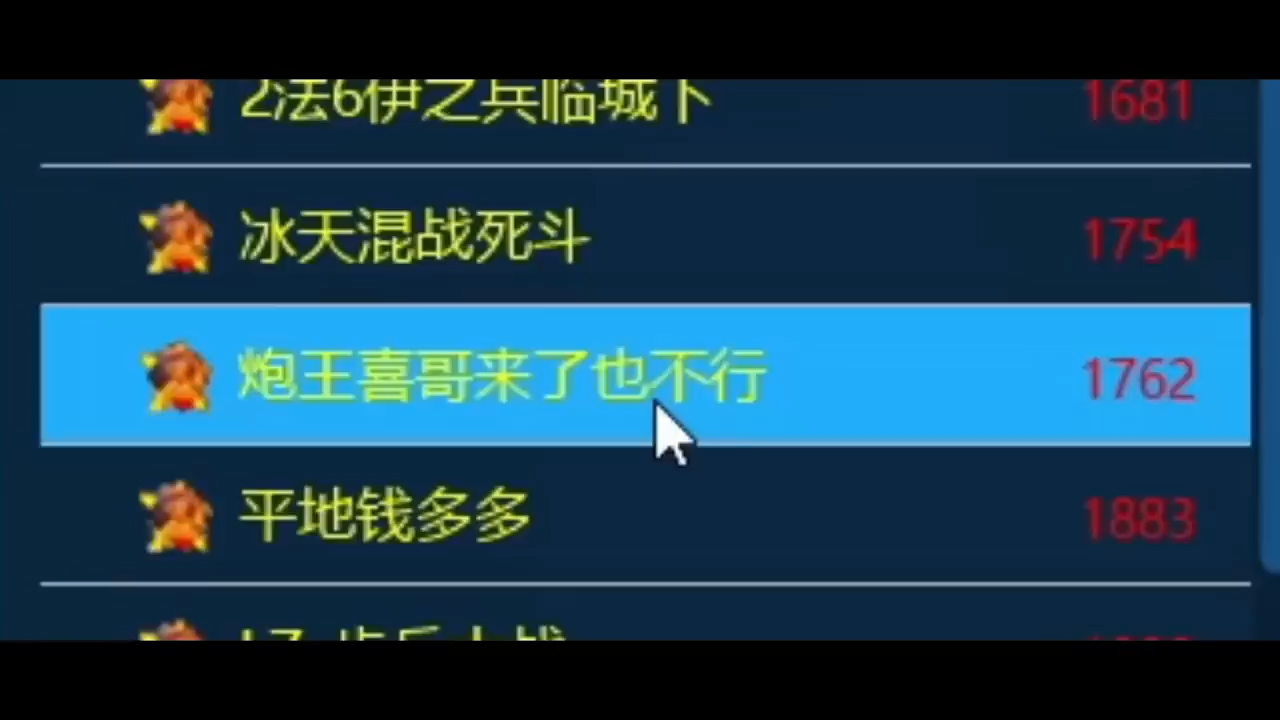 2法6伊之兵临城下 1681
冰天混战死斗 1754
炮王喜哥来了也不行 1762
平地钱多多 1883